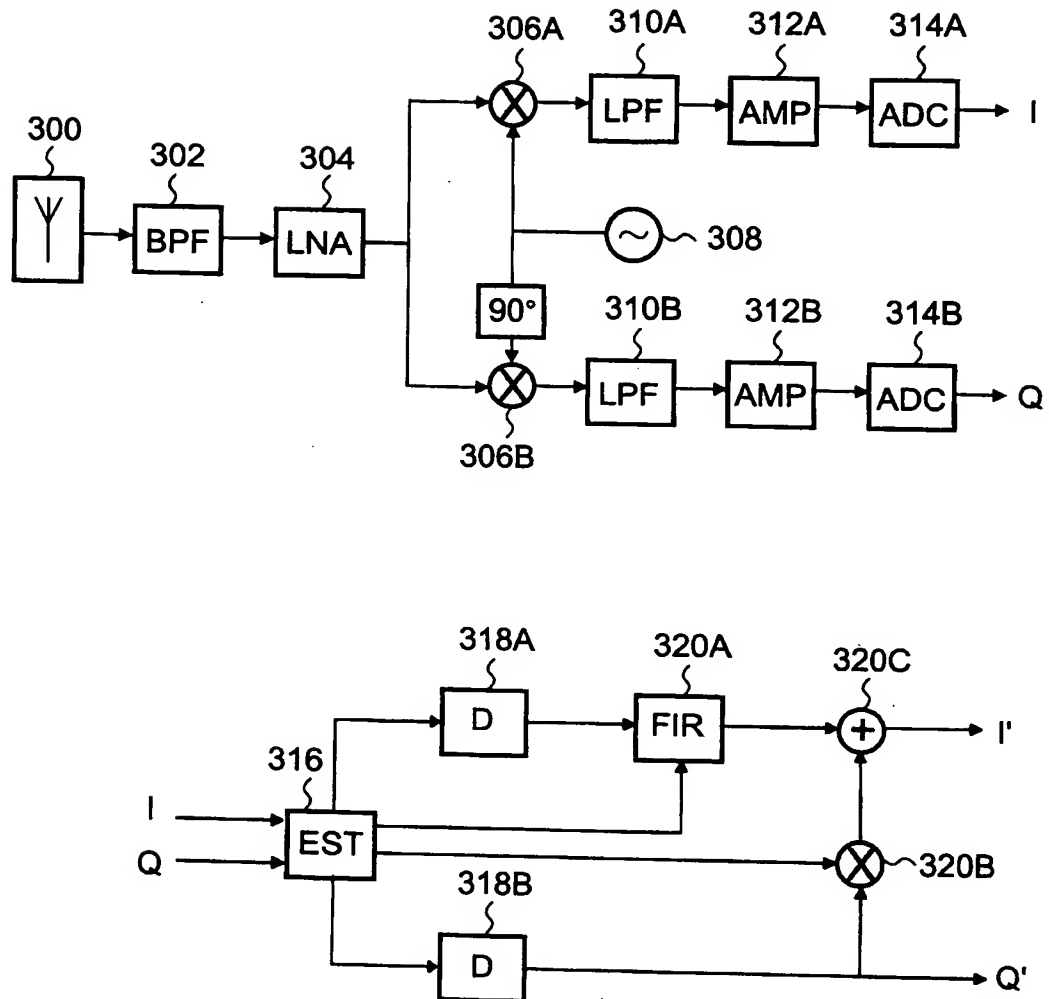 306A 310A 312A 314A
LPF AMP ADC I
300 302 304
BPF LNA 308
90° 310B 312B 314B
LPF AMP ADC Q
306B
318A 320A 320C
D FIR + I'
316
I
EST
Q 320B
318B
D Q'